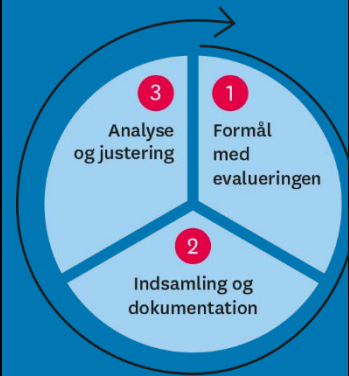 1
Formål
med
evalueringen
2
Indsamling og
dokumentation
3
Analyse
og justering